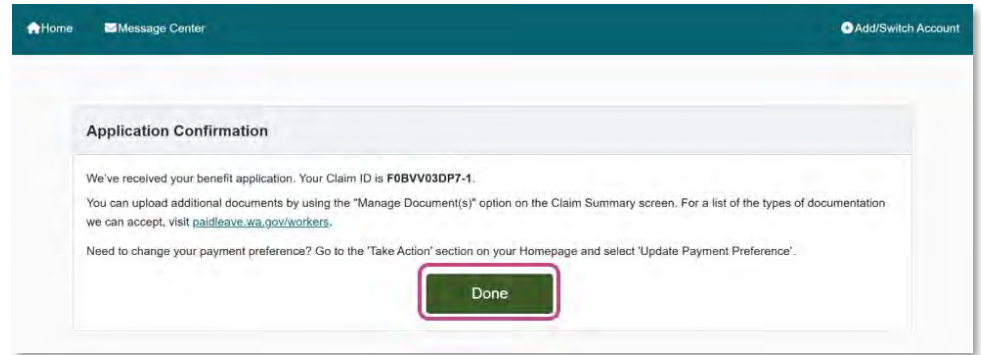 Home Message Center Add/Switch Account
Application Confirmation
We've received your benefit application. Your Claim ID is F0BVV03DP7-1.
You can upload additional documents by using the "Manage Document(s)" option on the Claim Summary screen. For a list of the types of documentation
we can accept, visit paidleave.wa.gov/workers.
Need to change your payment preference? Go to the 'Take Action' section on your Homepage and select 'Update Payment Preference'.
Done